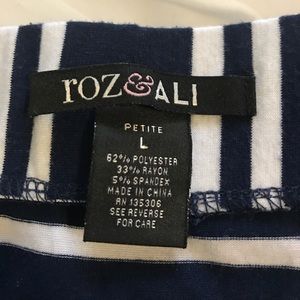 roz&ALI
PETITE
L
62% POLYESTER
33% RAYON
5% SPANDEX
MADE IN CHINA
RN 135306
SEE REVERSE
FOR CARE